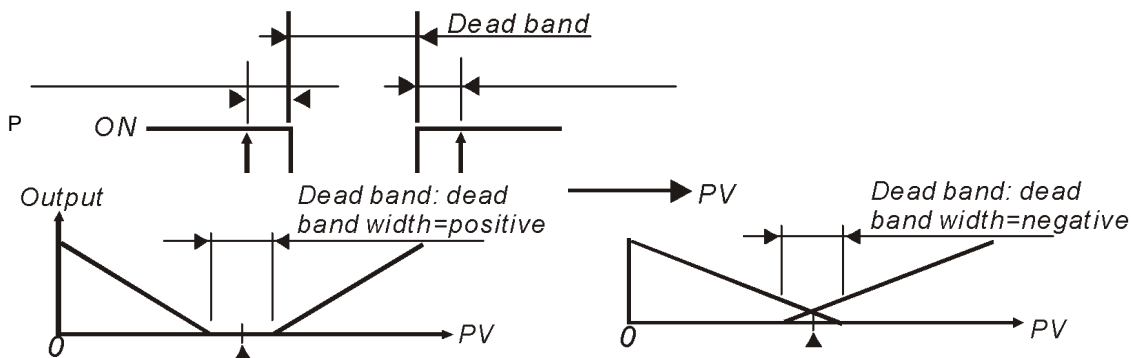 Dead band
P
ON
PV
Output
Dead band: dead
band width=positive
0
PV
Dead band: dead
band width=negative
0
PV